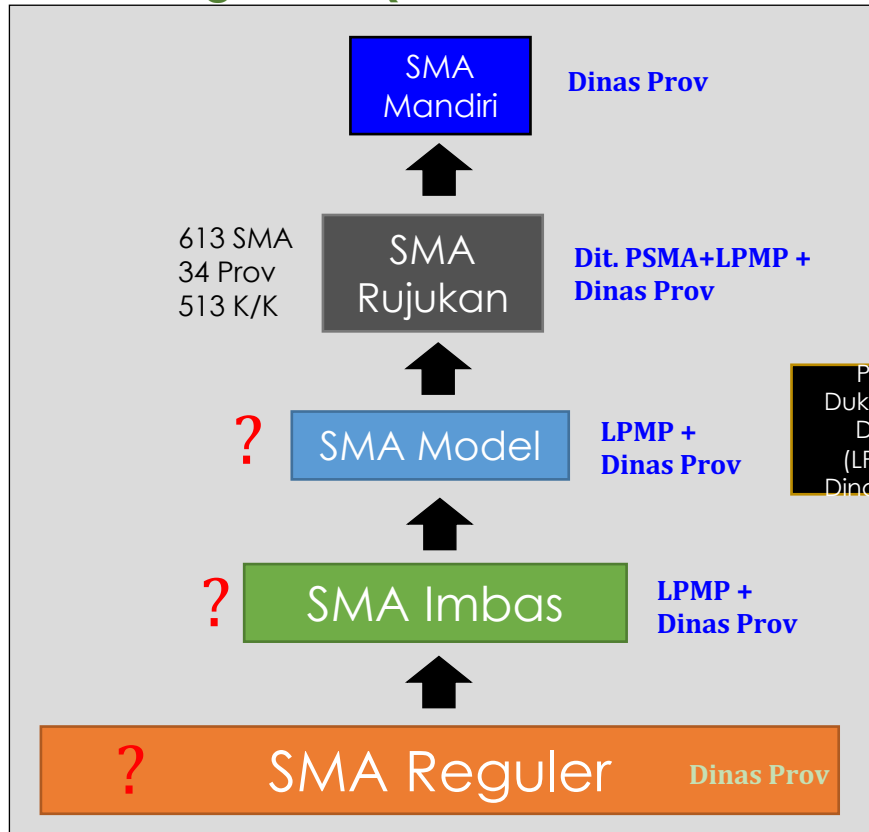 SMA
Mandiri
Dinas Prov
613 SMA
34 Prov
513 K/K
SMA
Rujukan
Dit. PSMA+LPMP +
Dinas Prov
?
SMA Model
LPMP +
Dinas Prov
?
SMA Imbas
LPMP +
Dinas Prov
?
SMA Reguler
Dinas Prov